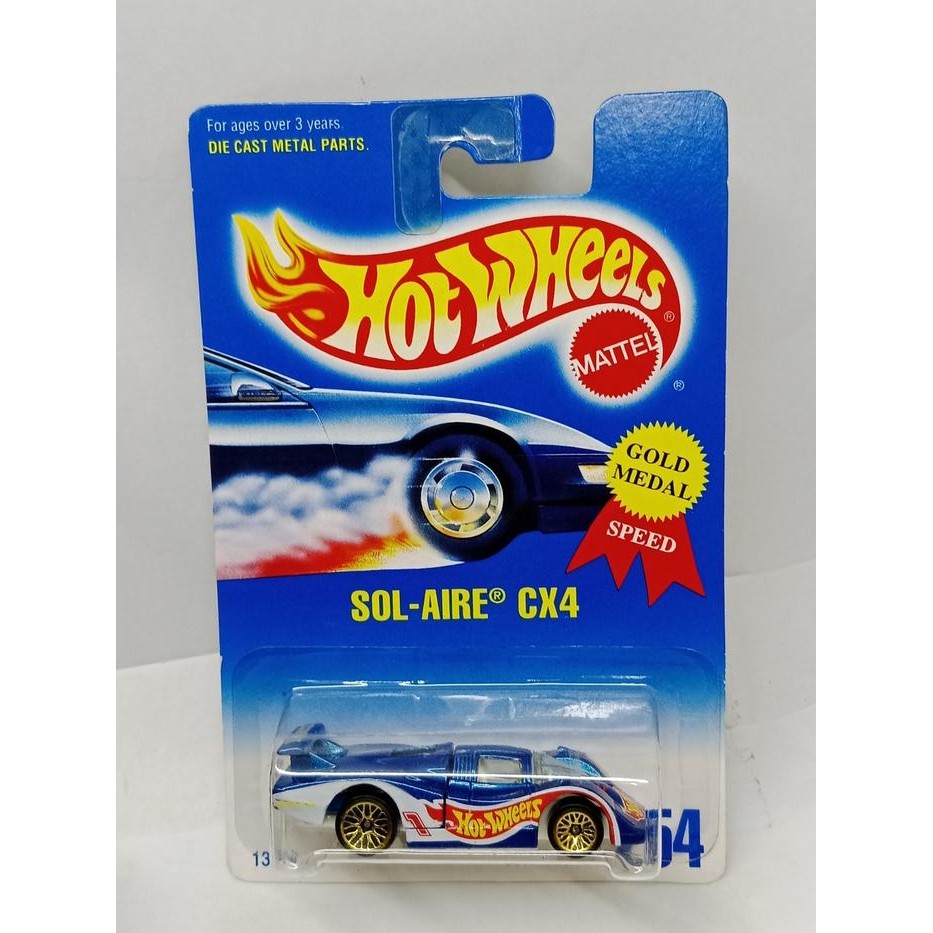 For ages over 3 years.
DIE CAST METAL PARTS.
HOT WHEELS ®
MATTEL
®
GOLD
MEDAL
SPEED
SOL-AIRE® CX4
1 HOT WHEELS
13